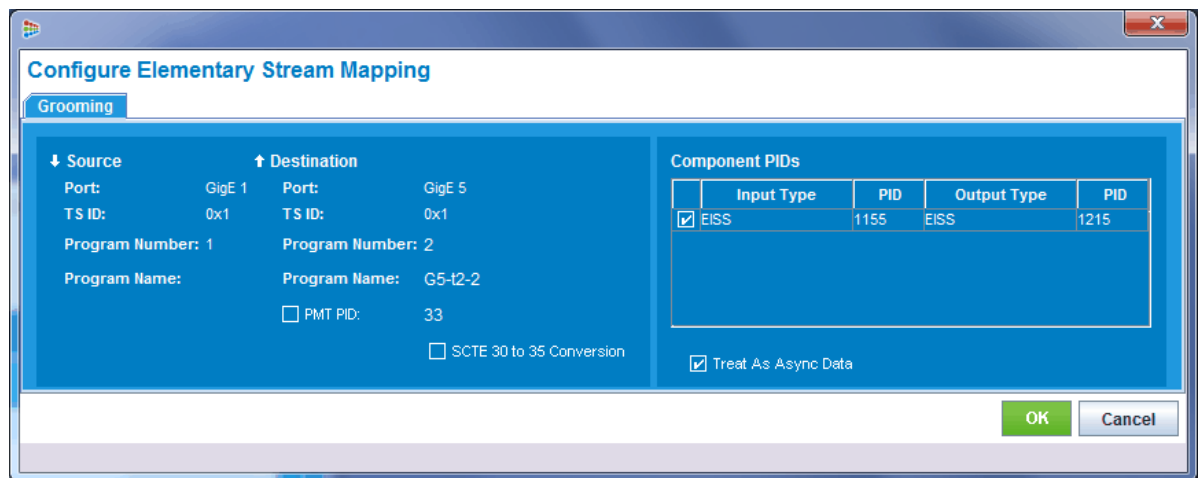 X
Configure Elementary Stream Mapping
Grooming
Source Destination
Port: GigE 1 Port: GigE 5
TS ID: 0x1 TS ID: 0x1
Program Number: 1 Program Number: 2
Program Name: Program Name: G5-t2-2
PMT PID: 33
SCTE 30 to 35 Conversion
Component PIDs
Input Type PID Output Type PID
EISS 1155 EISS 1215
Treat As Async Data
OK Cancel